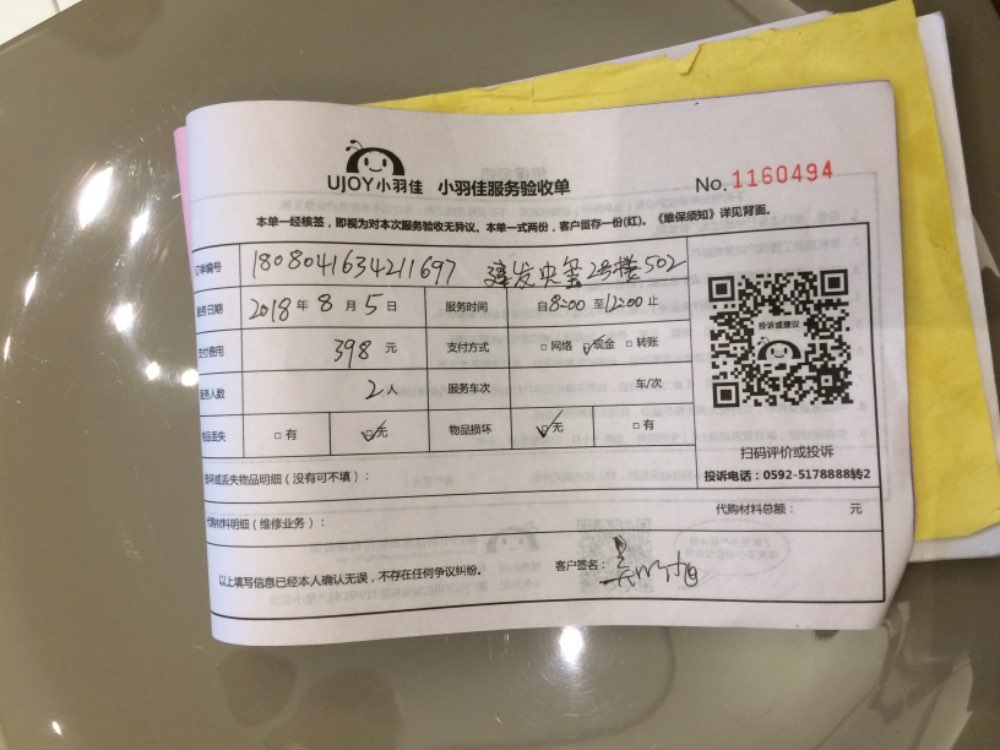 UJOY小羽佳 小羽佳服务验收单 No. 1160494
本单一经核签，即视为对本次服务验收无异议。本单一式两份，客户留存一份(红)。《维保须知》详见背面。
订单编号 1808041634211697 建发央玺2号楼502
服务日期 2018年8月5日 服务时间 自8:00至12:00止
支付费用 398元 支付方式 □网络 ☑现金 □转账
服务人数 2人 服务车次 车/次
物品丢失 □有 ☑无 物品损坏 ☑无 □有
投诉或建议
扫码评价或投诉
投诉电话：0592-5178888转2
损坏或丢失物品明细（没有可不填）：
代购材料明细（维修业务）： 代购材料总额： 元
以上填写信息已经本人确认无误，不存在任何争议纠纷。 客户签名：